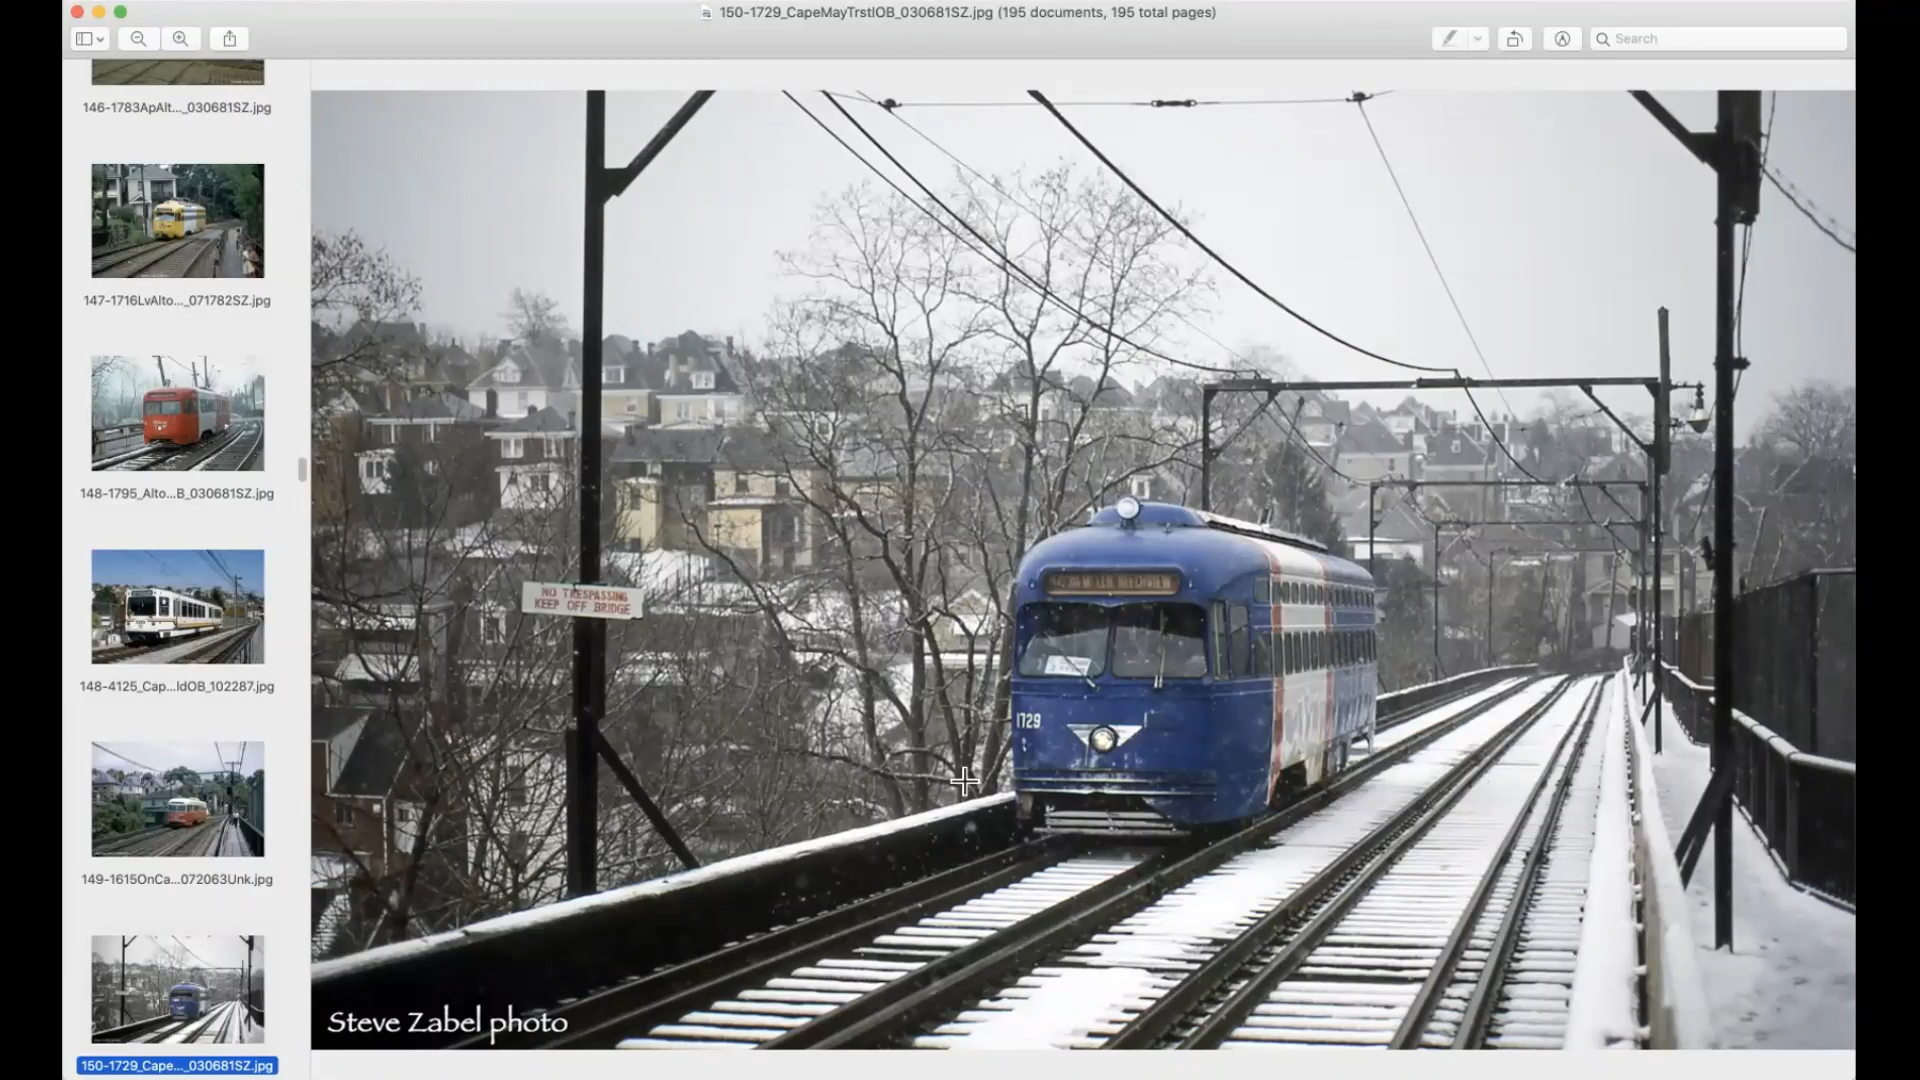 150-1729_CapeMayTrstlOB_030681SZ.jpg (195 documents, 195 total pages)
Search
146-1783ApAlt..._030681SZ.jpg
147-1716LvAlto..._071782SZ.jpg
148-1795_Alto...B_030681SZ.jpg
148-4125_Cap...ldOB_102287.jpg
149-1615OnCa...072063Unk.jpg
150-1729_Cape..._030681SZ.jpg
NO TRESPASSING
KEEP OFF BRIDGE
1729
Steve Zabel photo